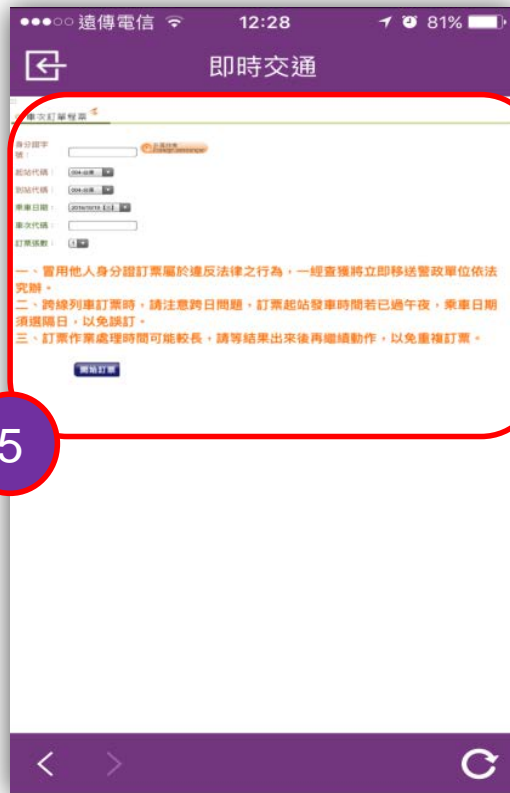 遠傳電信 12:28 81%
即時交通
車次訂單程票
身分證字
號：
起站代碼：
到站代碼：
乘車日期：
車次代碼：
訂票張數： 1
一、冒用他人身分證訂票屬於違反法律之行為，一經查獲將立即移送警政單位依法
究辦。
二、跨線列車訂票時，請注意跨日問題，訂票起站發車時間若已過午夜，乘車日期
須選隔日，以免誤訂。
三、訂票作業處理時間可能較長，請等結果出來後再繼續動作，以免重複訂票。
開始訂票
5